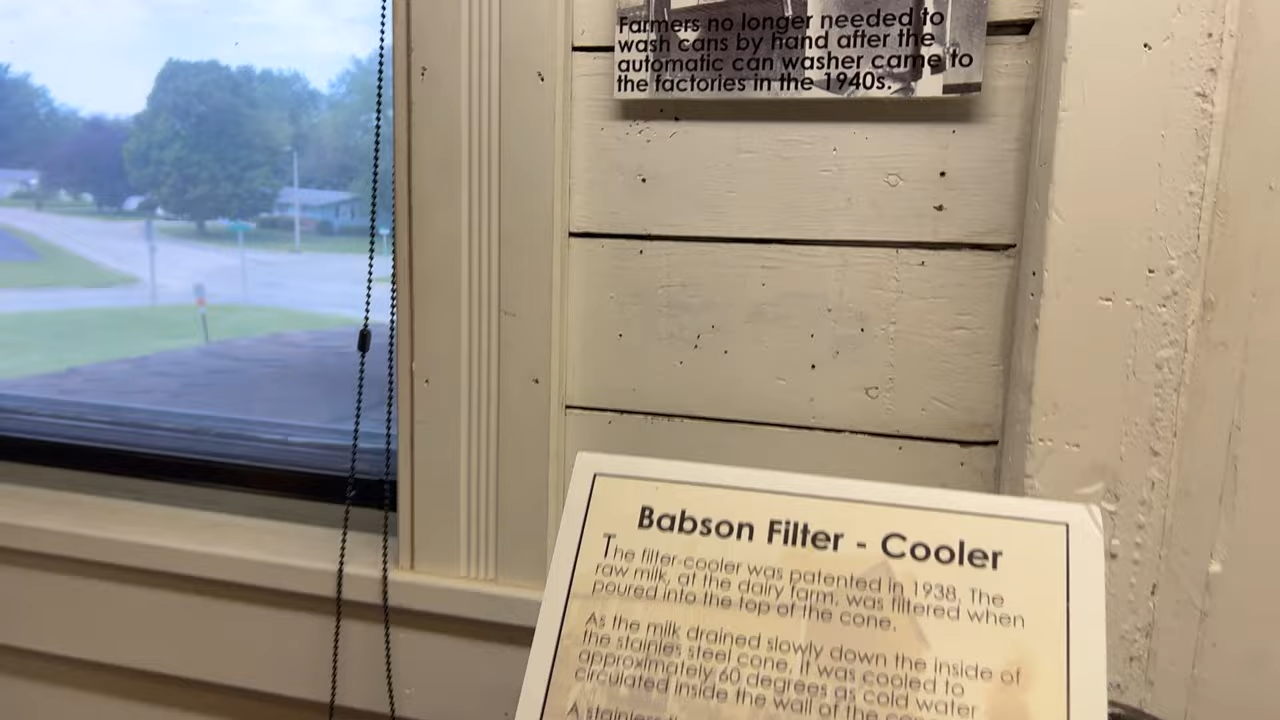 Farmers no longer needed to
wash cans by hand after the
automatic can washer came to
the factories in the 1940s.
Babson Filter - Cooler
The filter-cooler was patented in 1938. The
raw milk, at the dairy farm, was filtered when
poured into the top of the cone.
As the milk drained slowly down the inside of
the stainles steel cone, it was cooled to
approximately 60 degrees as cold water
circulated inside the wall of the cone.
A stainless